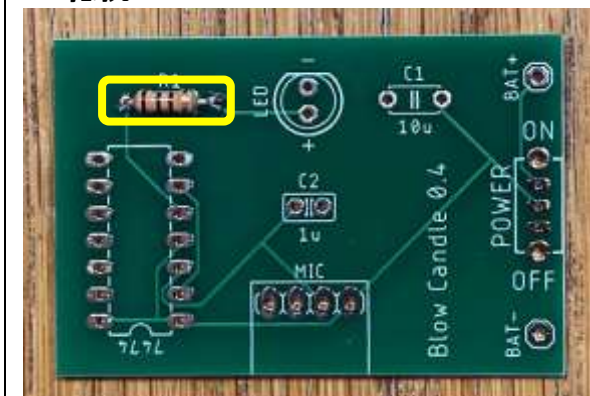 R1
LED
-
+
C1
10u
BAT+
ON
POWER
OFF
BAT-
C2
1u
MIC
Blow Candle 0.4
7474